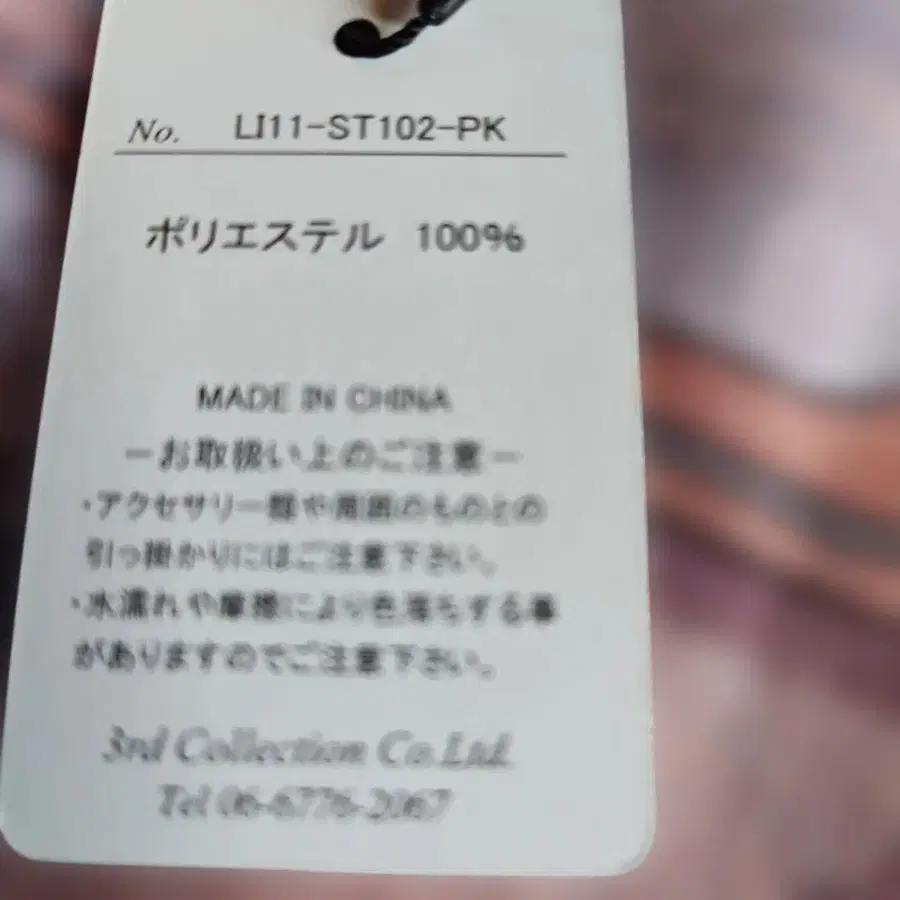 No. LI11-ST102-PK
ポリエステル 100%
MADE IN CHINA
－お取扱い上のご注意－
・アクセサリー類や周囲のものとの
引っ掛かりにはご注意下さい。
・水濡れや摩擦により色落ちする事
がありますのでご注意下さい。
3rd Collection Co.Ltd.
Tel 06-6776-2067